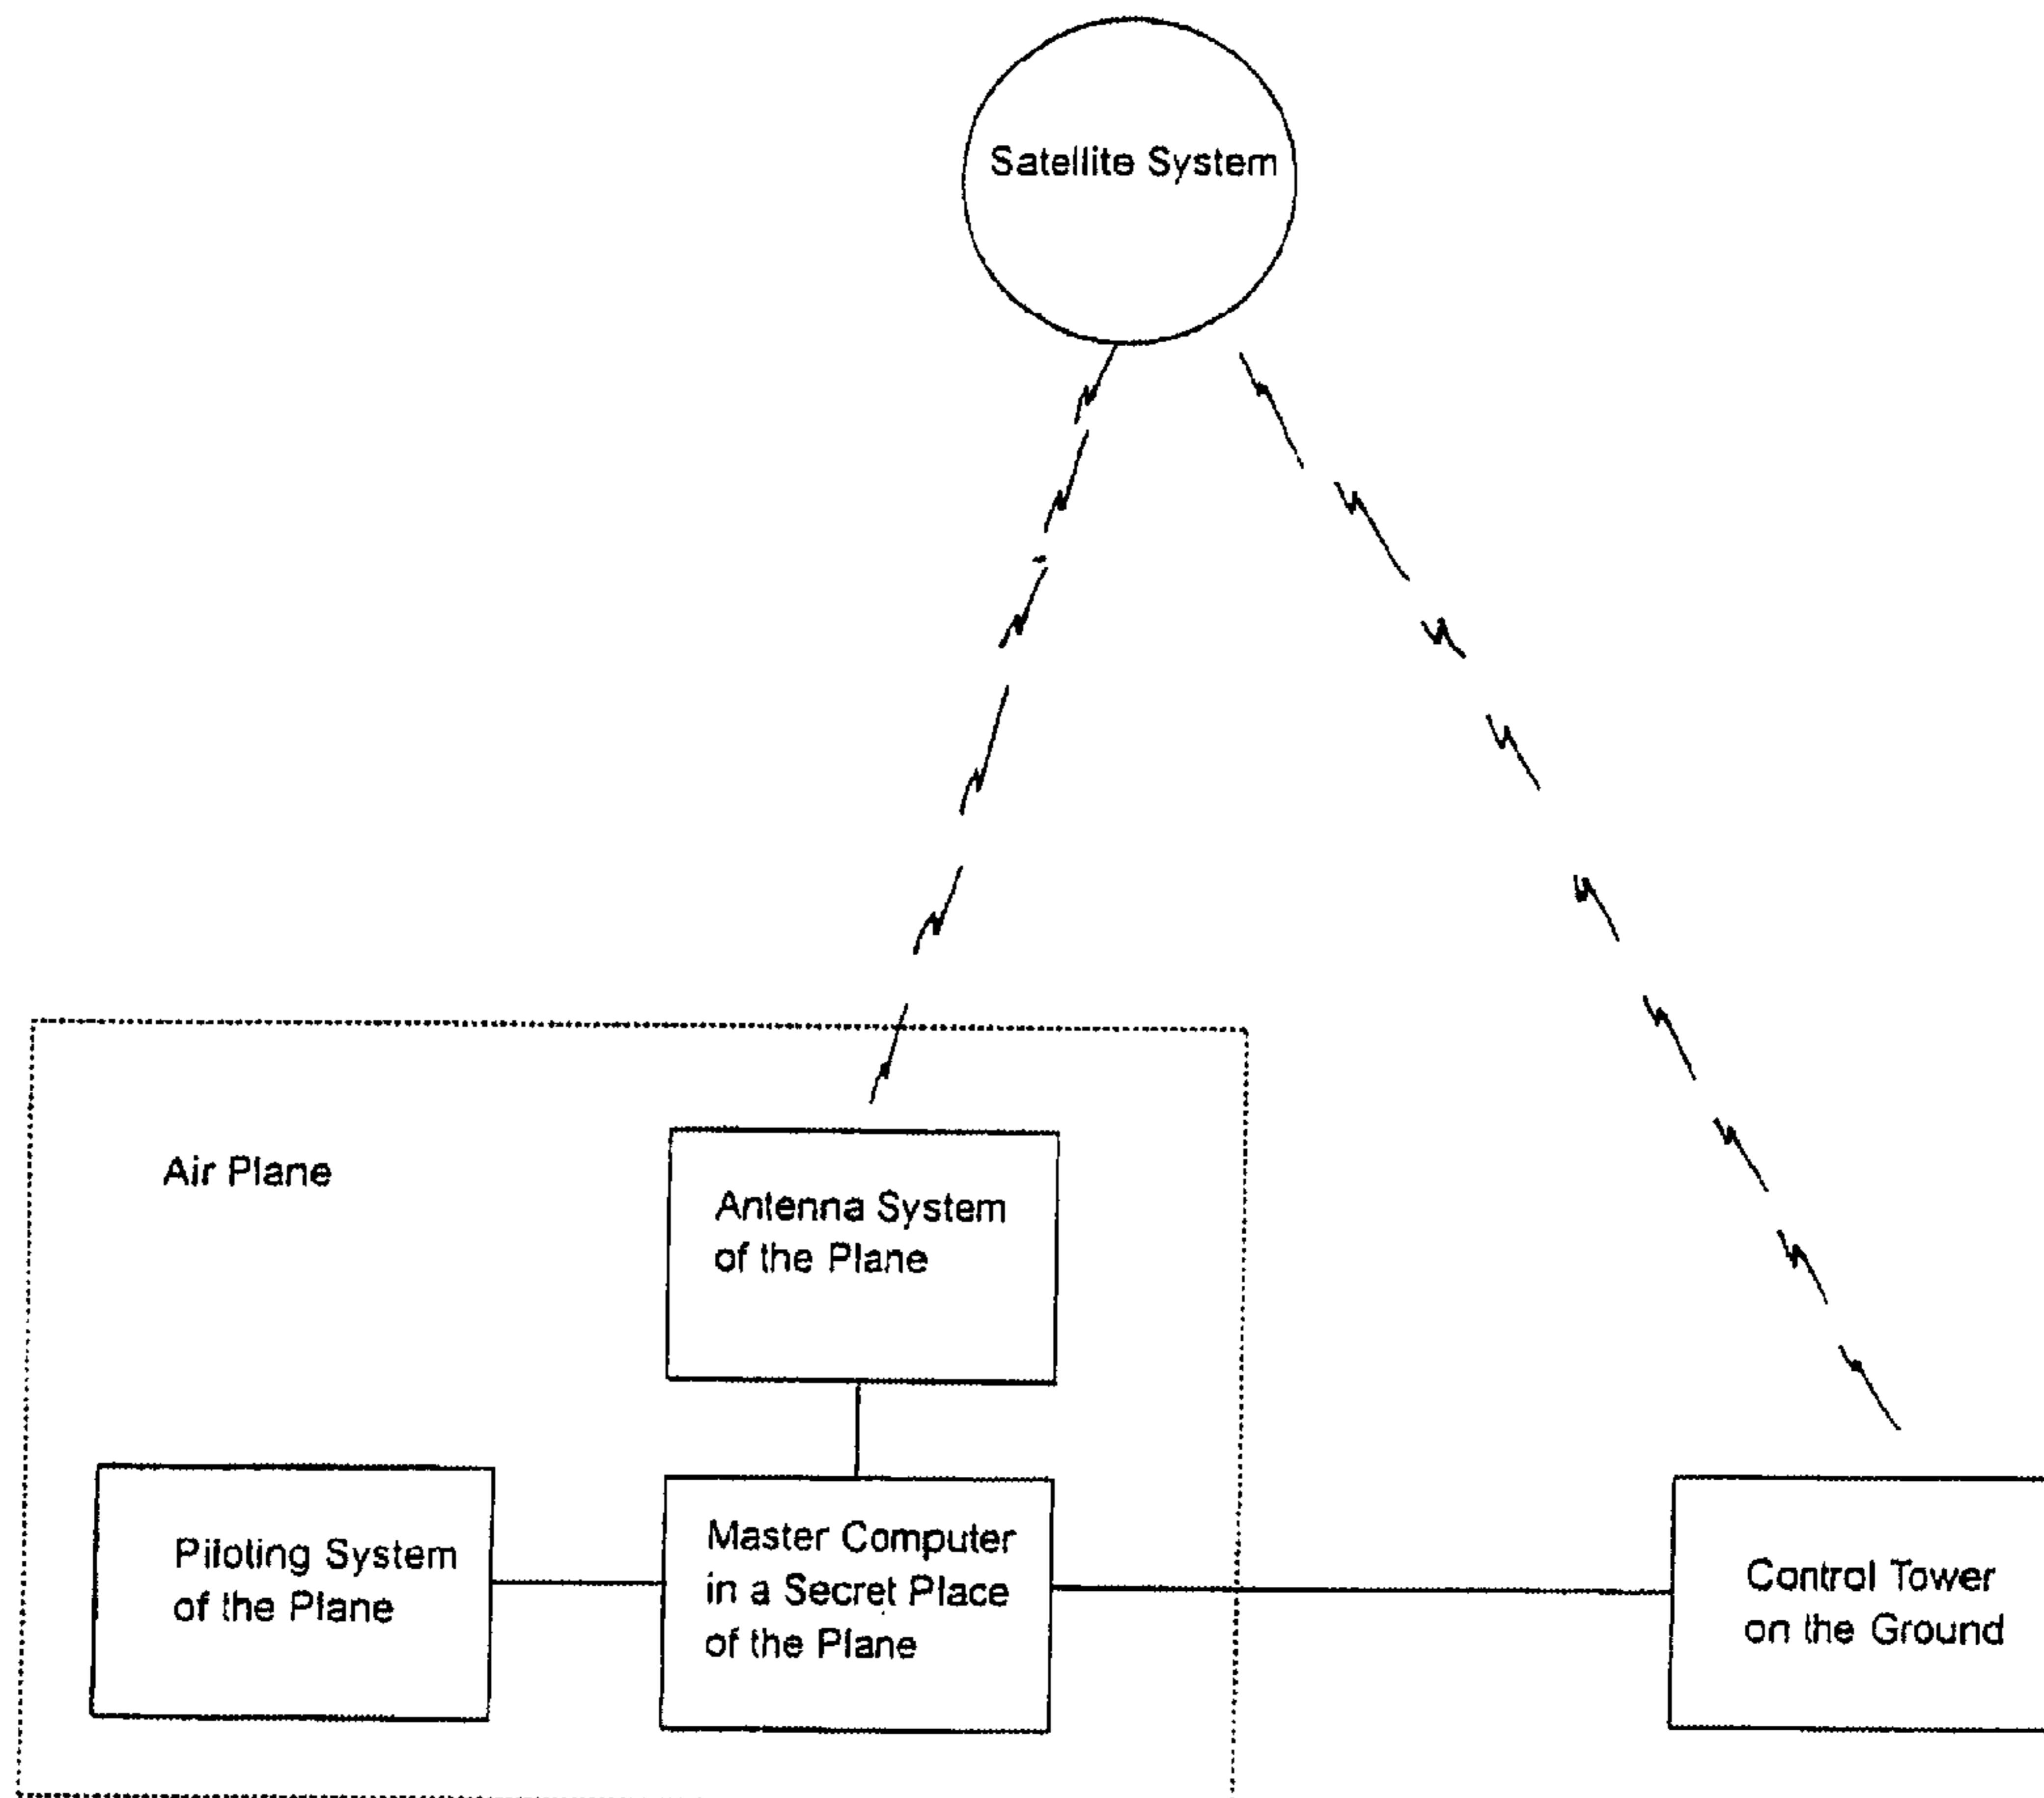 Satellite System
Air Plane
Antenna System
of the Plane
Piloting System
of the Plane
Master Computer
in a Secret Place
of the Plane
Control Tower
on the Ground